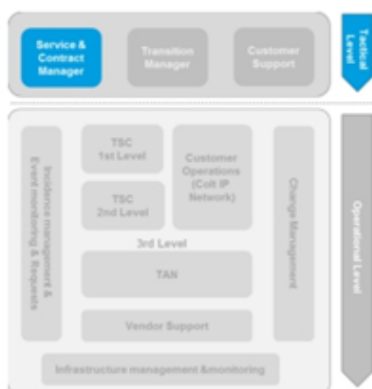 Service &
Contract
Manager
Transition
Manager
Customer
Support
Tactical
Level
Incidence management &
Event monitoring & Requests
TSC
1st Level
TSC
2nd Level
Customer
Operations
(Colt IP
Network)
3rd Level
TAN
Vendor Support
Change Management
Infrastructure management &monitoring
Operational Level